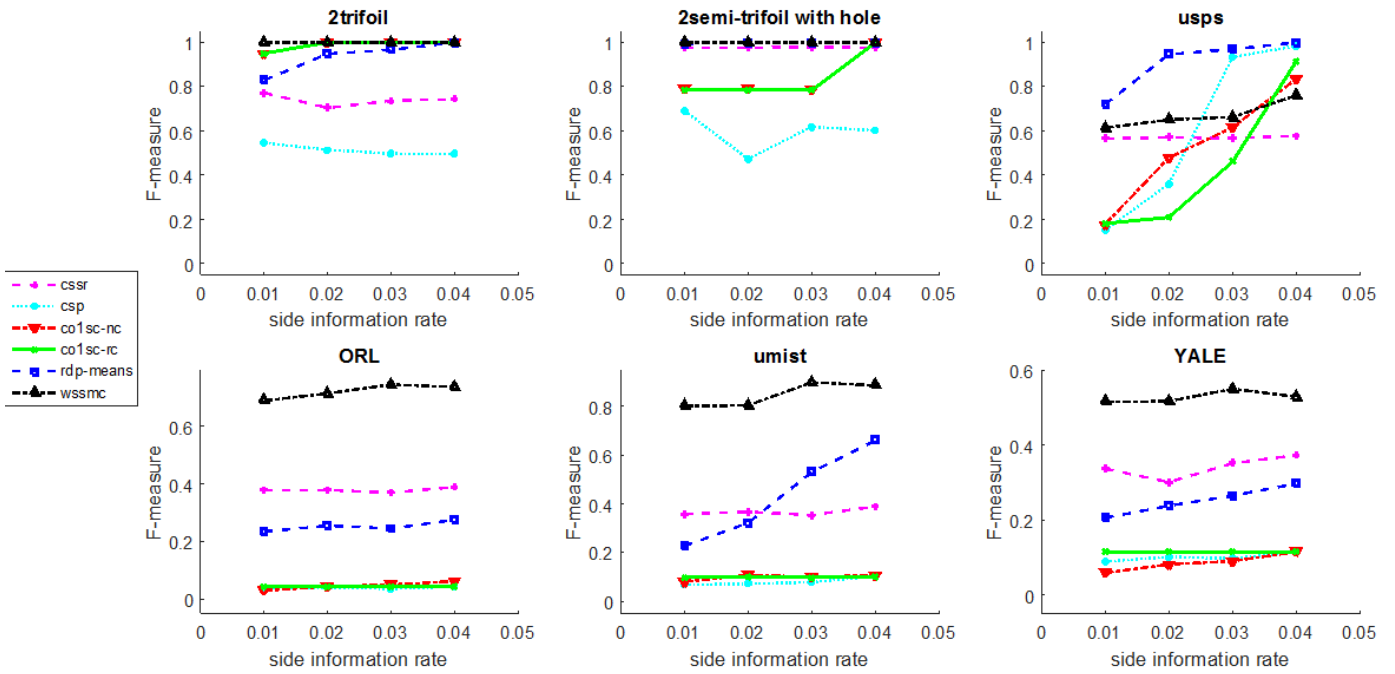 2trifoil
2semi-trifoil with hole
usps
1
0.8
0.6
0.4
0.2
0
F-measure
0
0.01
0.02
0.03
0.04
0.05
side information rate
1
0.8
0.6
0.4
0.2
0
F-measure
0
0.01
0.02
0.03
0.04
0.05
side information rate
1
0.8
0.6
0.4
0.2
0
F-measure
0
0.01
0.02
0.03
0.04
0.05
side information rate
cssr
csp
co1sc-nc
co1sc-rc
rdp-means
wssmc
ORL
umist
YALE
0.6
0.4
0.2
0
F-measure
0
0.01
0.02
0.03
0.04
0.05
side information rate
0.8
0.6
0.4
0.2
0
F-measure
0
0.01
0.02
0.03
0.04
0.05
side information rate
0.6
0.4
0.2
0
F-measure
0
0.01
0.02
0.03
0.04
0.05
side information rate